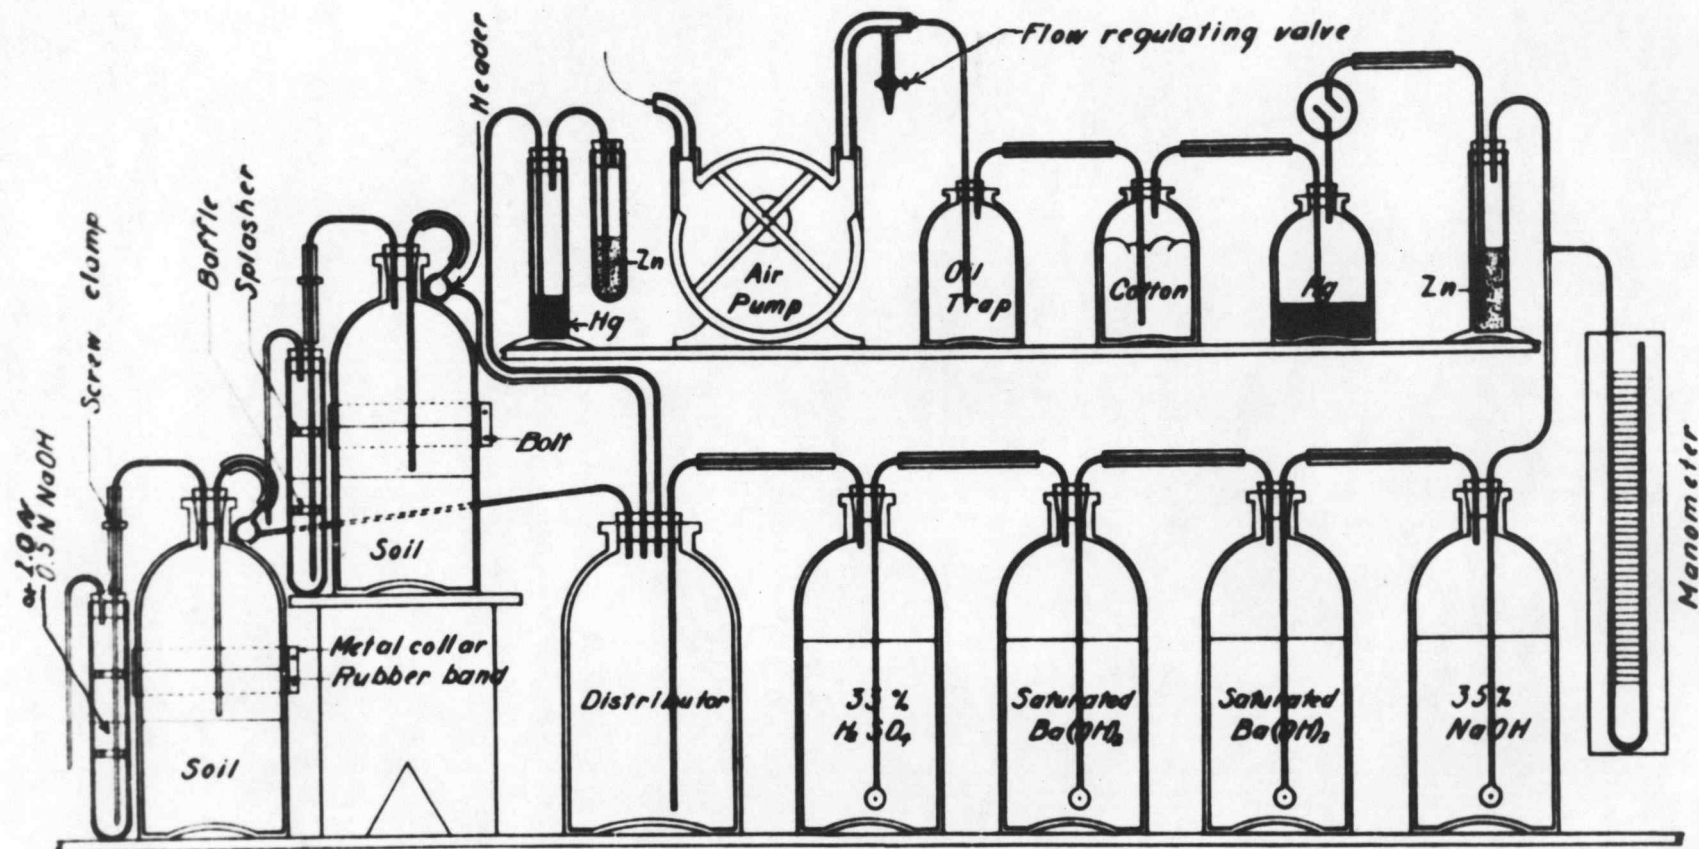 Header
Flow regulating valve
Screw clamp
Baffle
Splasher
Zn
Hg
Air
Pump
Oil
Trap
Cotton
Hg
Zn
Bolt
Manometer
or 2.0 N
0.5 N NaOH
Soil
Metal collar
Rubber band
Soil
Distributor
35%
H₂SO₄
Saturated
Ba(OH)₂
Saturated
Ba(OH)₂
35%
NaOH